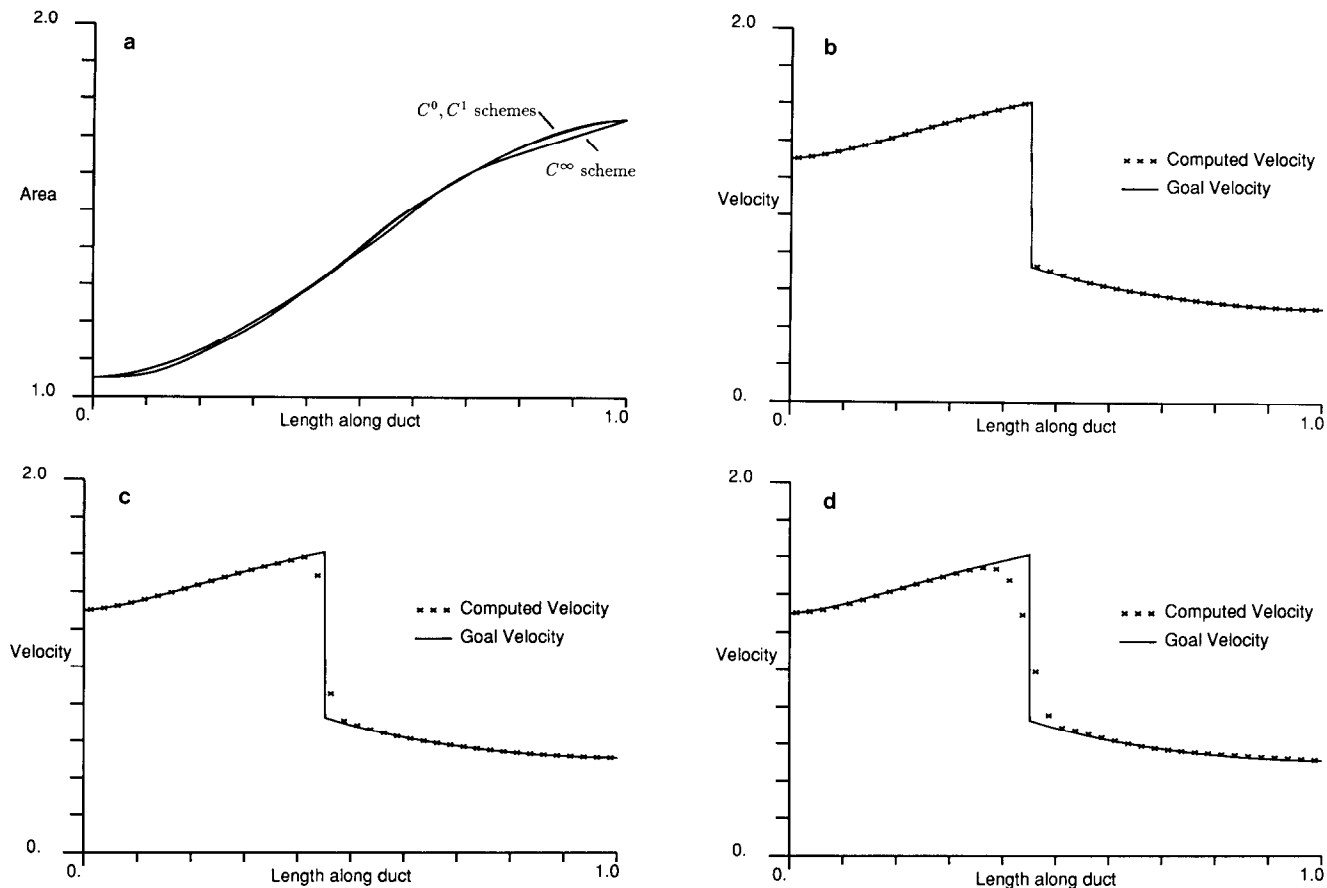 2.0
a
C⁰, C¹ schemes
C∞ scheme
Area
1.0
0.
Length along duct
1.0
2.0
b
××× Computed Velocity
Velocity
— Goal Velocity
0.
0.
Length along duct
1.0
2.0
c
××× Computed Velocity
— Goal Velocity
Velocity
0.
0.
Length along duct
1.0
2.0
d
××× Computed Velocity
— Goal Velocity
Velocity
0.
0.
Length along duct
1.0